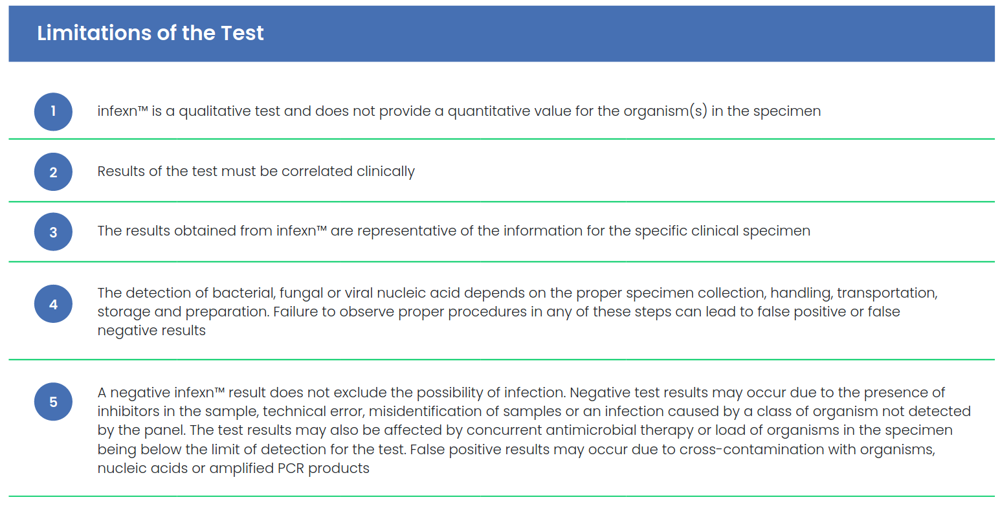 Limitations of the Test
1
infexn™ is a qualitative test and does not provide a quantitative value for the organism(s) in the specimen
2
Results of the test must be correlated clinically
3
The results obtained from infexn™ are representative of the information for the specific clinical specimen
4
The detection of bacterial, fungal or viral nucleic acid depends on the proper specimen collection, handling, transportation,
storage and preparation. Failure to observe proper procedures in any of these steps can lead to false positive or false
negative results
5
A negative infexn™ result does not exclude the possibility of infection. Negative test results may occur due to the presence of
inhibitors in the sample, technical error, misidentification of samples or an infection caused by a class of organism not detected
by the panel. The test results may also be affected by concurrent antimicrobial therapy or load of organisms in the specimen
being below the limit of detection for the test. False positive results may occur due to cross-contamination with organisms,
nucleic acids or amplified PCR products